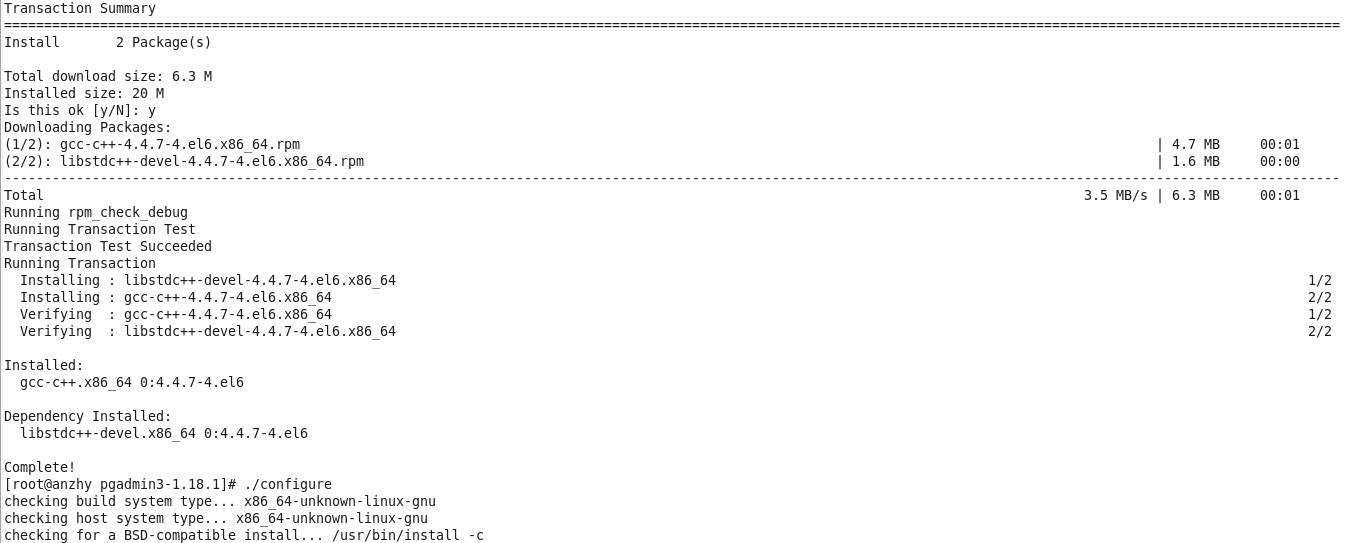 Transaction Summary
================================================================================================================================================================
Install       2 Package(s)
Total download size: 6.3 M
Installed size: 20 M
Is this ok [y/N]: y
Downloading Packages:
(1/2): gcc-c++-4.4.7-4.el6.x86_64.rpm | 4.7 MB     00:01
(2/2): libstdc++-devel-4.4.7-4.el6.x86_64.rpm | 1.6 MB     00:00
----------------------------------------------------------------------------------------------------------------------------------------------------------------
Total 3.5 MB/s | 6.3 MB     00:01
Running rpm_check_debug
Running Transaction Test
Transaction Test Succeeded
Running Transaction
  Installing : libstdc++-devel-4.4.7-4.el6.x86_64 1/2
  Installing : gcc-c++-4.4.7-4.el6.x86_64 2/2
  Verifying  : gcc-c++-4.4.7-4.el6.x86_64 1/2
  Verifying  : libstdc++-devel-4.4.7-4.el6.x86_64 2/2
Installed:
  gcc-c++.x86_64 0:4.4.7-4.el6
Dependency Installed:
  libstdc++-devel.x86_64 0:4.4.7-4.el6
Complete!
[root@anzhy pgadmin3-1.18.1]# ./configure
checking build system type... x86_64-unknown-linux-gnu
checking host system type... x86_64-unknown-linux-gnu
checking for a BSD-compatible install... /usr/bin/install -c